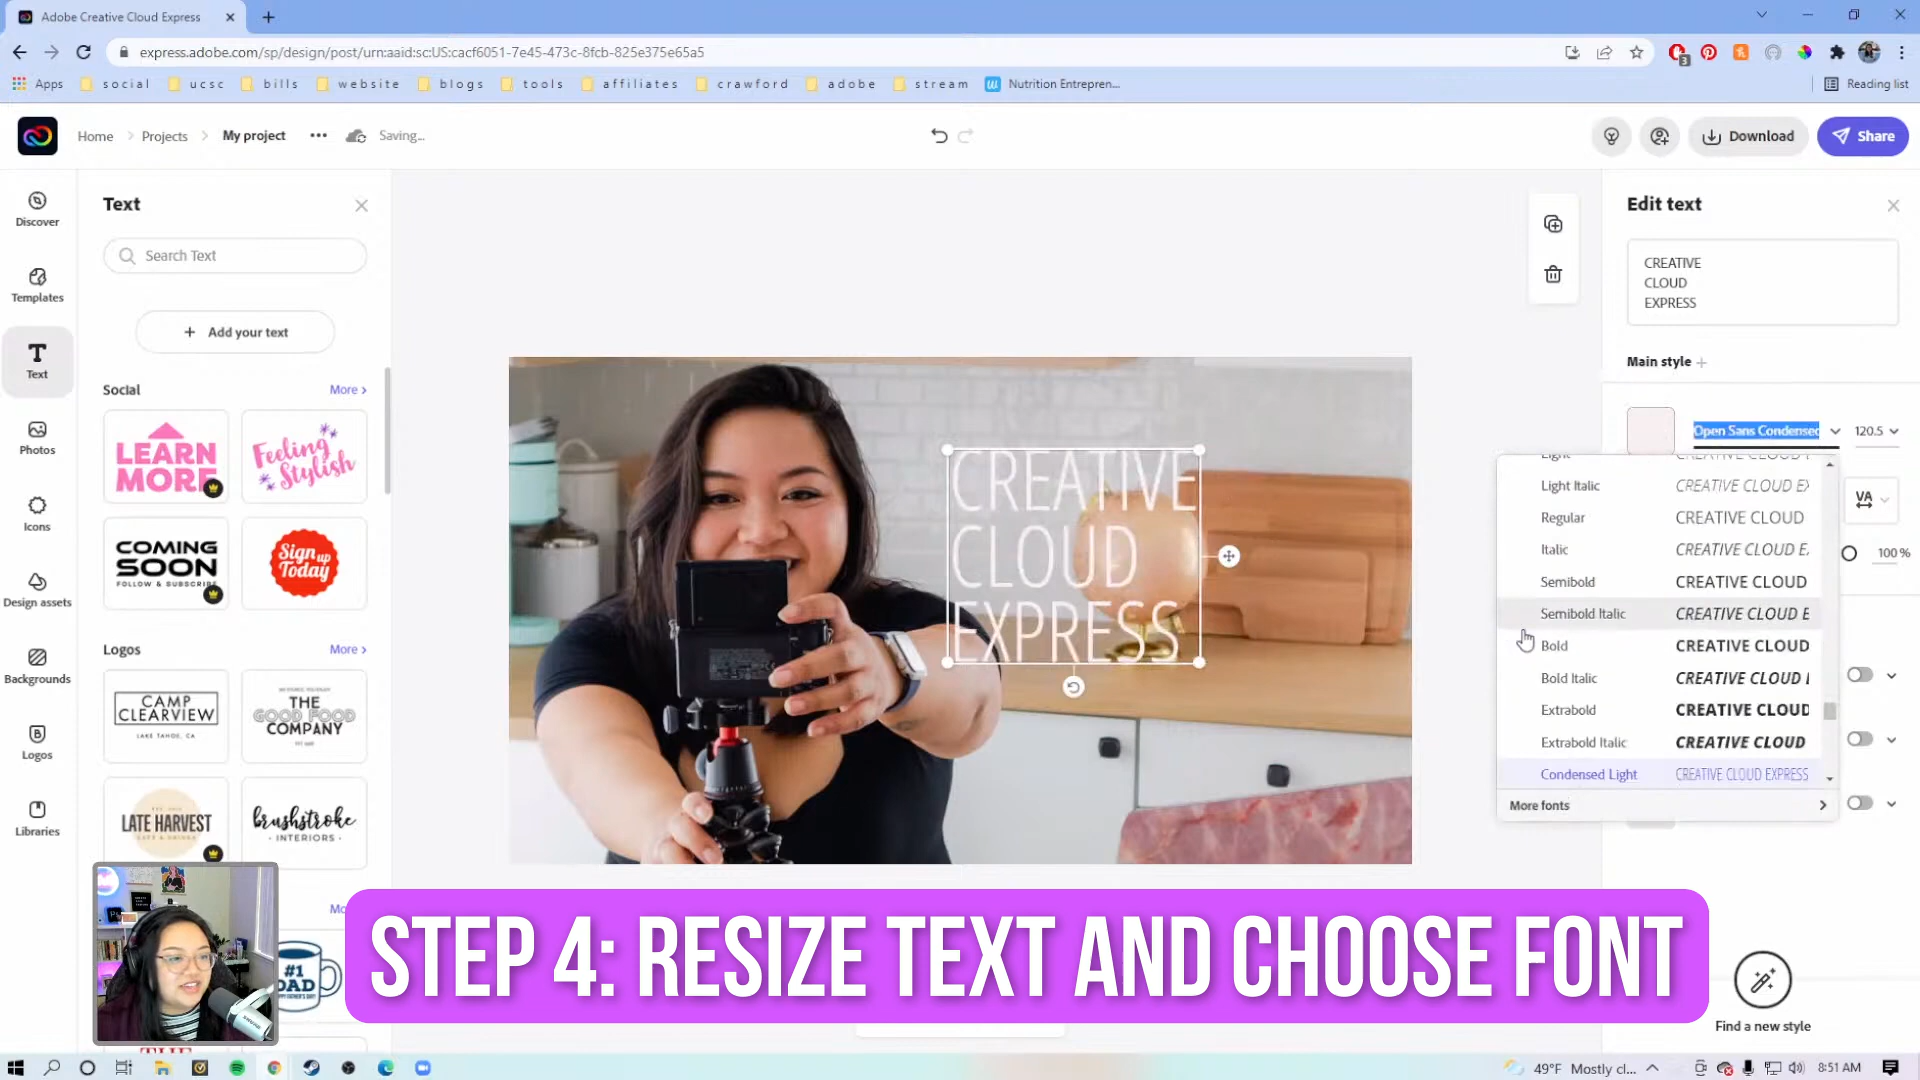 Adobe Creative Cloud Express
express.adobe.com/sp/design/post/urn:aaid:sc:US:cacf6051-7e45-473c-8fcb-825e375e65a5
3
Apps
social
ucsc
bills
website
blogs
tools
affiliates
crawford
adobe
stream
Nutrition Entrepren...
Reading list
Home
Projects
My project
Saving...
Download
Share
Discover
Templates
Text
Photos
Icons
Design assets
Backgrounds
Logos
Libraries
Text
Search Text
+ Add your text
Social
More >
LEARN
MORE
Feeling
Stylish
COMING
SOON
FOLLOW & SUBSCRIBE
Sign up
Today
Logos
More >
CAMP
CLEARVIEW
LAKE TAHOE, CA
THE
GOOD FOOD
COMPANY
LATE HARVEST
brushstroke
• INTERIORS •
#1
DAD
CREATIVE
CLOUD
EXPRESS
Edit text
CREATIVE
CLOUD
EXPRESS
Main style +
Open Sans Condensed
120.5
VA
100 %
Light Italic CREATIVE CLOUD EX
Regular CREATIVE CLOUD
Italic CREATIVE CLOUD E
Semibold CREATIVE CLOUD
Semibold Italic CREATIVE CLOUD E
Bold CREATIVE CLOUD
Bold Italic CREATIVE CLOUD
Extrabold CREATIVE CLOUD
Extrabold Italic CREATIVE CLOUD
Condensed Light CREATIVE CLOUD EXPRESS
More fonts
Find a new style
STEP 4: RESIZE TEXT AND CHOOSE FONT
49°F Mostly cl...
8:51 AM